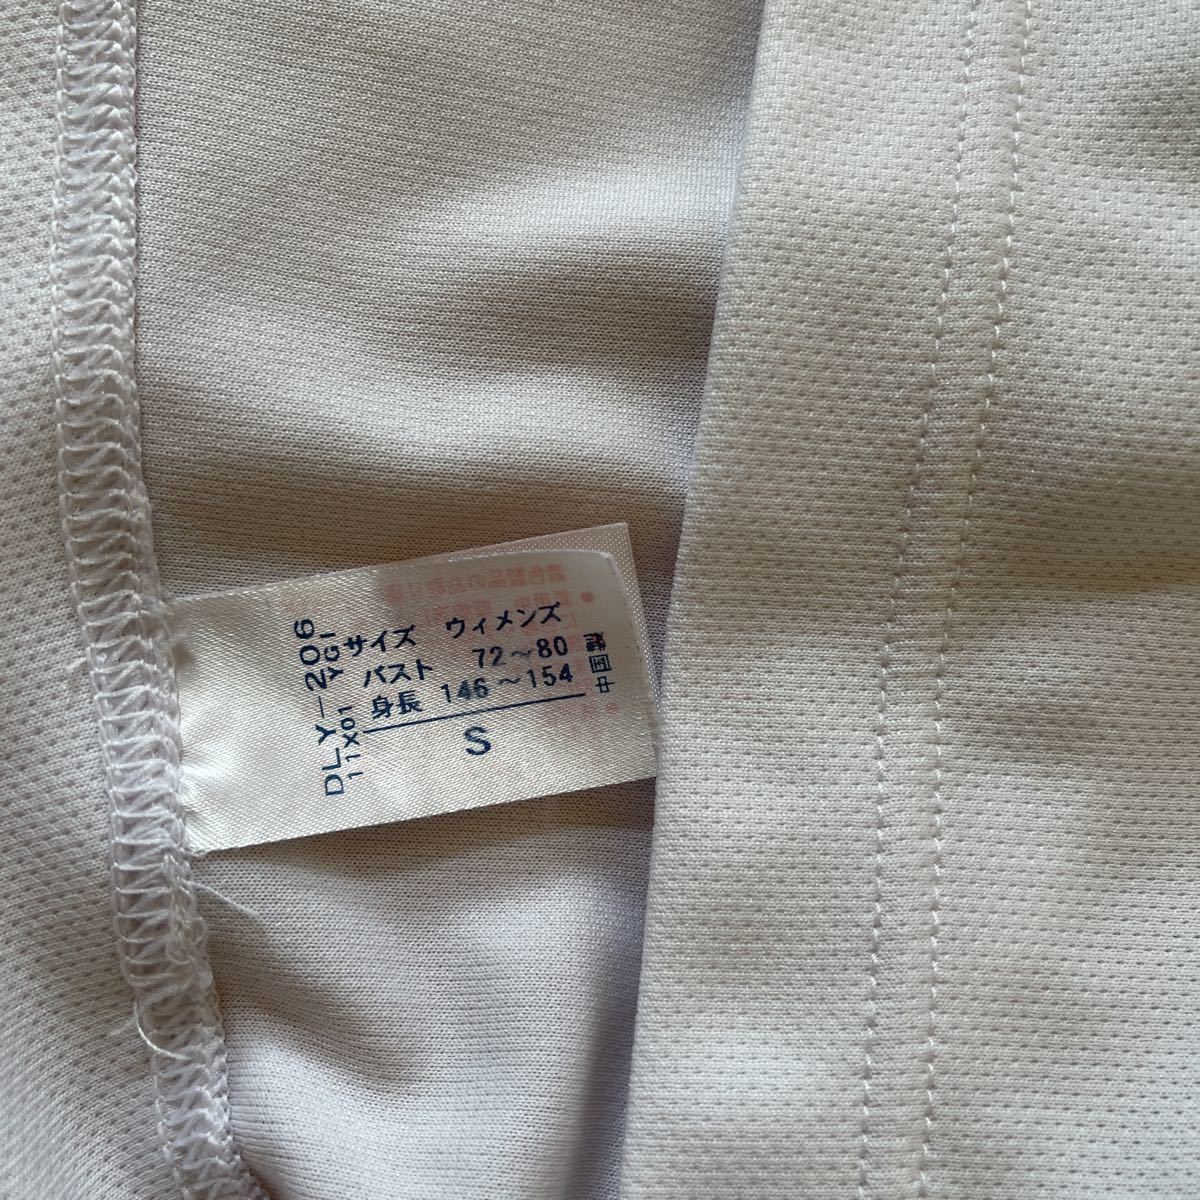 DLY−206
11X01 YGI
サイズ ウィメンズ
バスト 72〜80
身長 146〜154
S
中国製